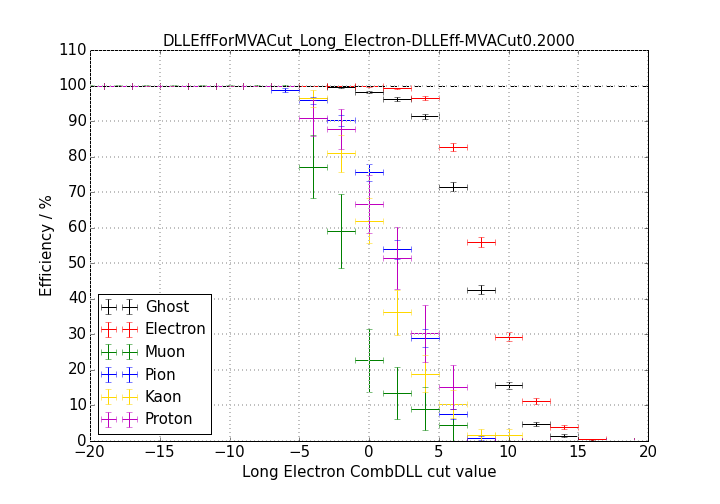 DLLEffForMVACut_Long_Electron-DLLEff-MVACut0.2000
110
100
90
80
70
60
50
40
30
20
10
0
Efficiency / %
Ghost
Electron
Muon
Pion
Kaon
Proton
−20 −15 −10 −5 0 5 10 15 20
Long Electron CombDLL cut value